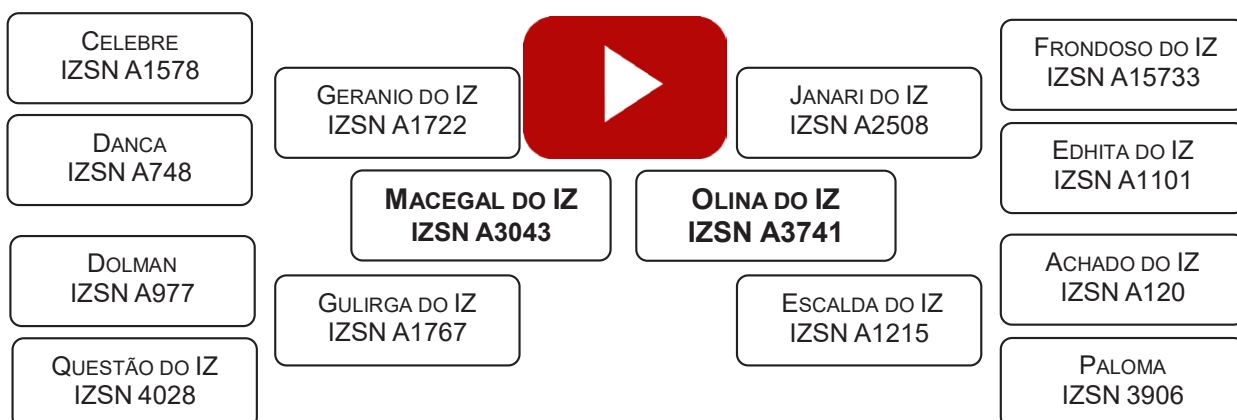 CELEBRE
IZSN A1578
DANCA
IZSN A748
DOLMAN
IZSN A977
QUESTÃO DO IZ
IZSN 4028
GERANIO DO IZ
IZSN A1722
GULIRGA DO IZ
IZSN A1767
MACEGAL DO IZ
IZSN A3043
OLINA DO IZ
IZSN A3741
JANARI DO IZ
IZSN A2508
ESCALDA DO IZ
IZSN A1215
FRONDOSO DO IZ
IZSN A15733
EDHITA DO IZ
IZSN A1101
ACHADO DO IZ
IZSN A120
PALOMA
IZSN 3906